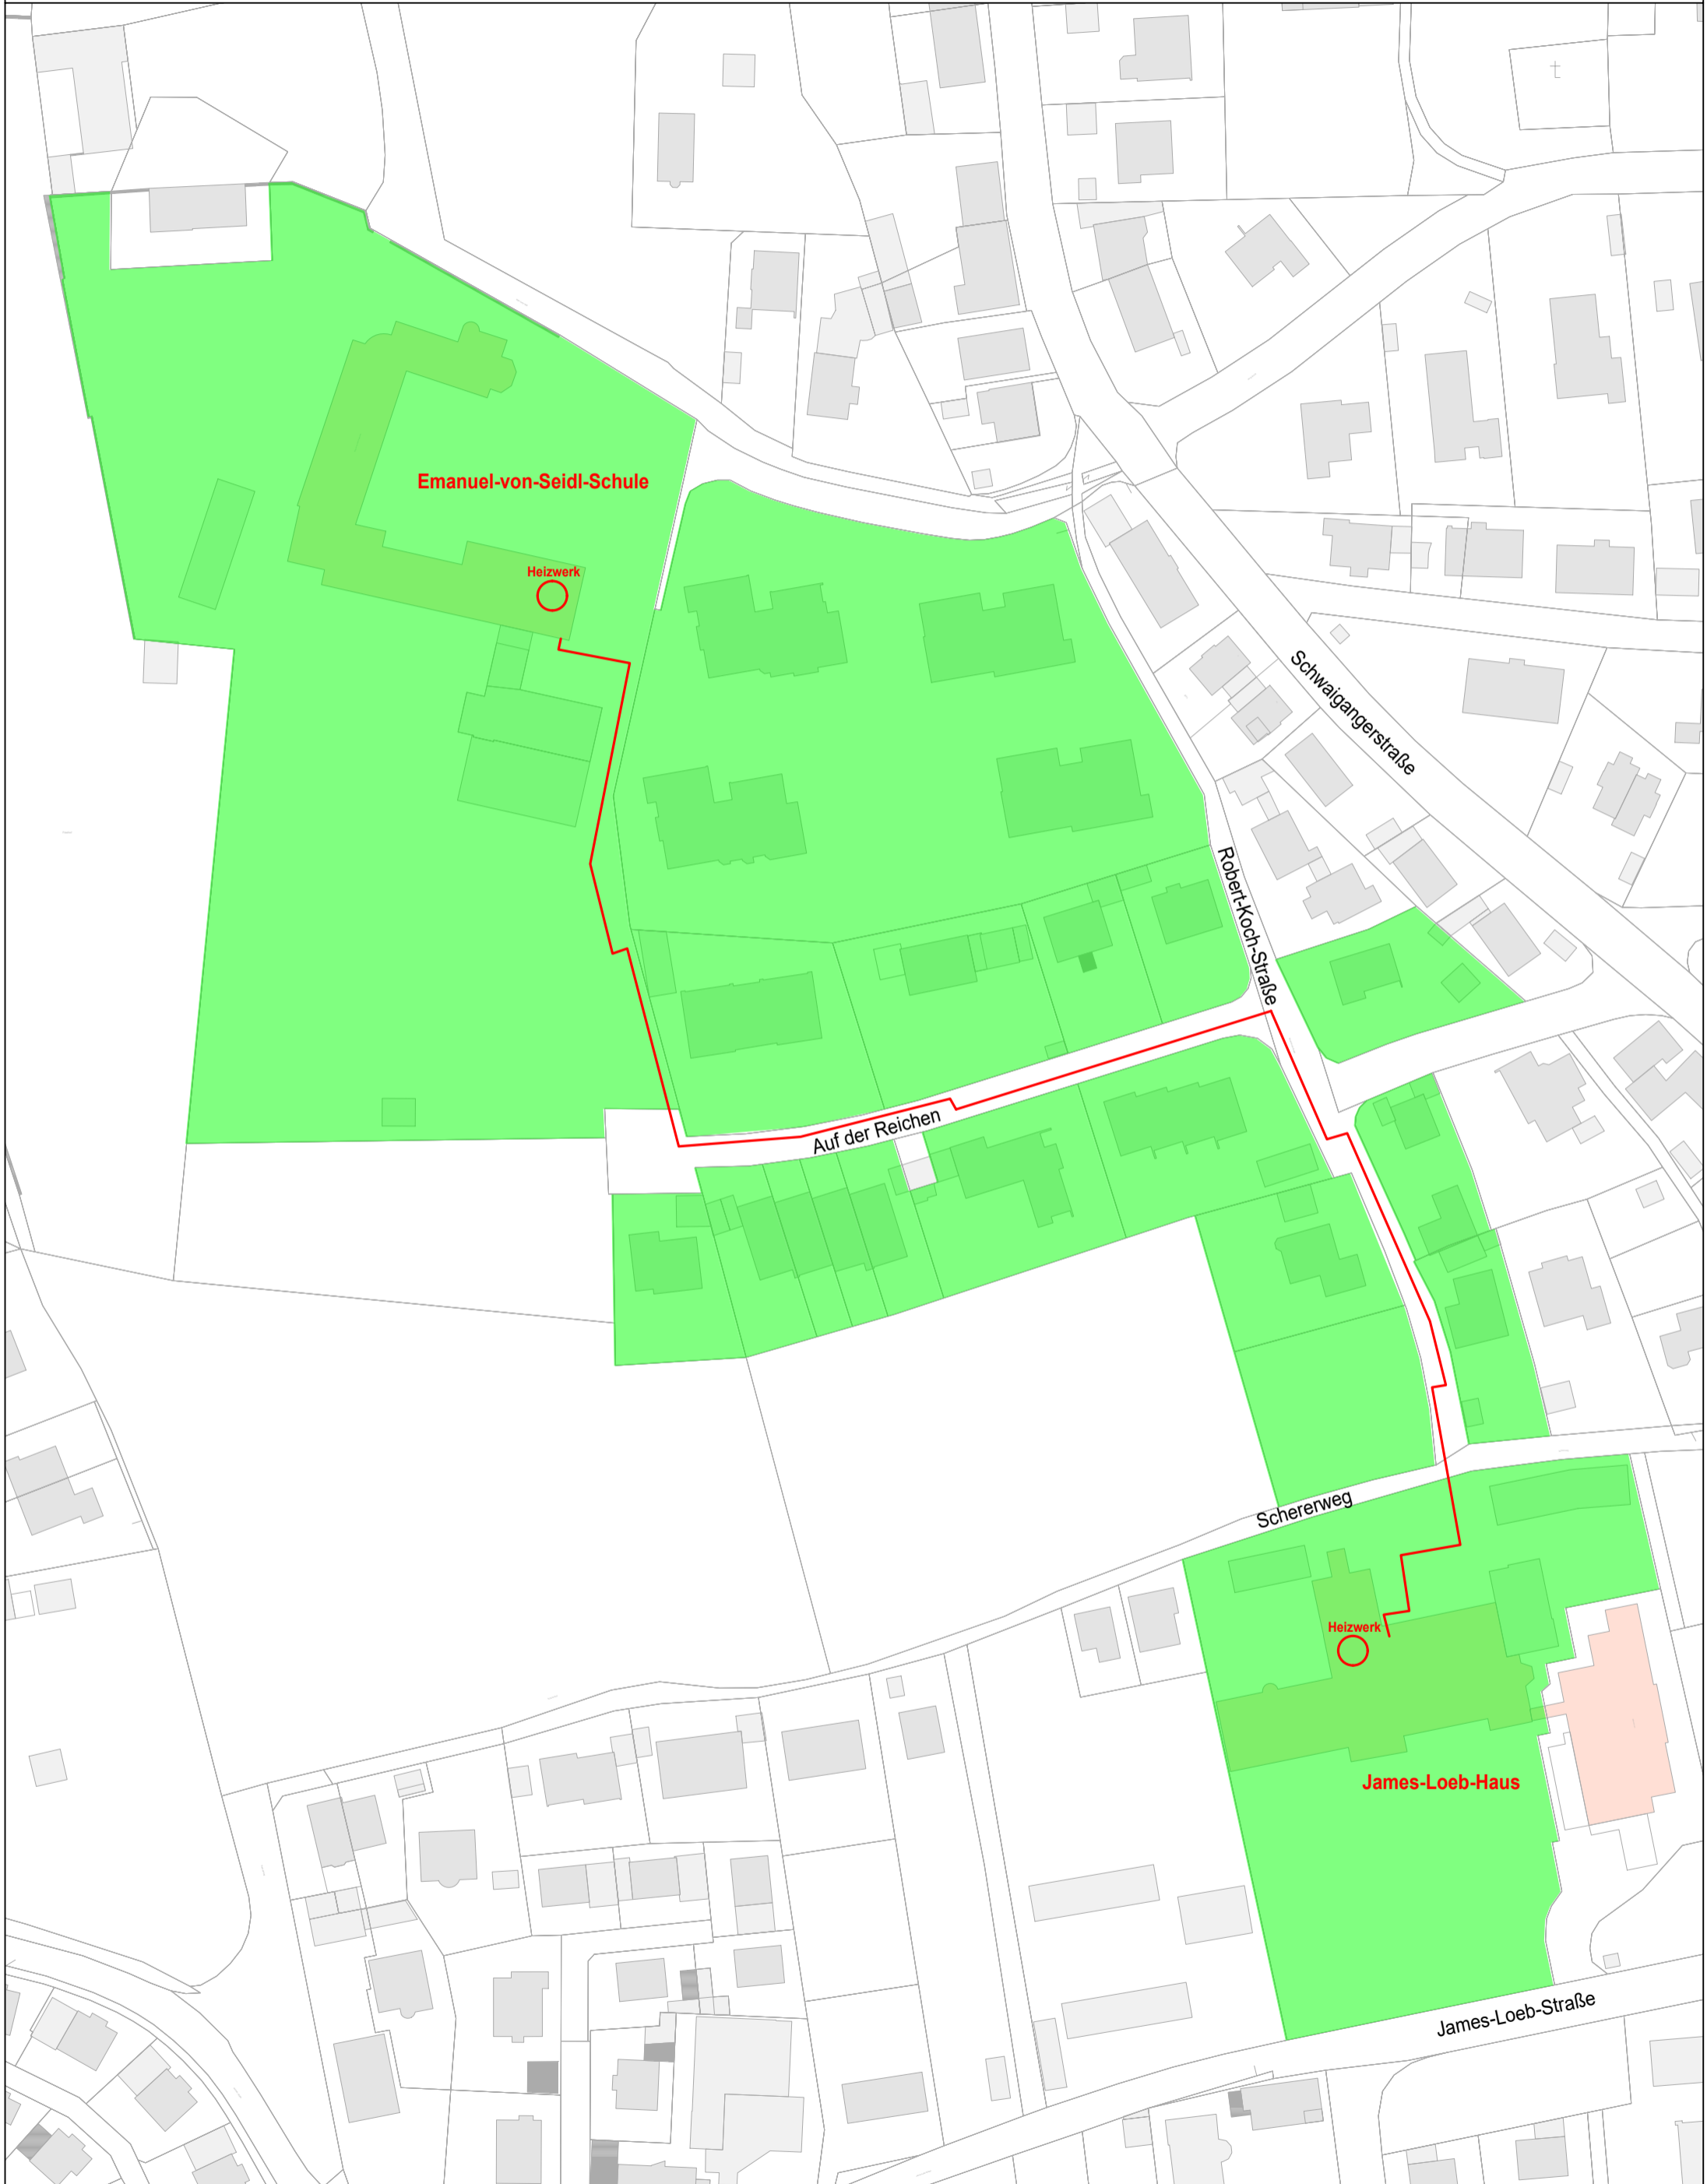 Emanuel-von-Seidl-Schule
Heizwerk
Schwaigangerstraße
Robert-Koch-Straße
Auf der Reichen
Schererweg
Heizwerk
James-Loeb-Haus
James-Loeb-Straße